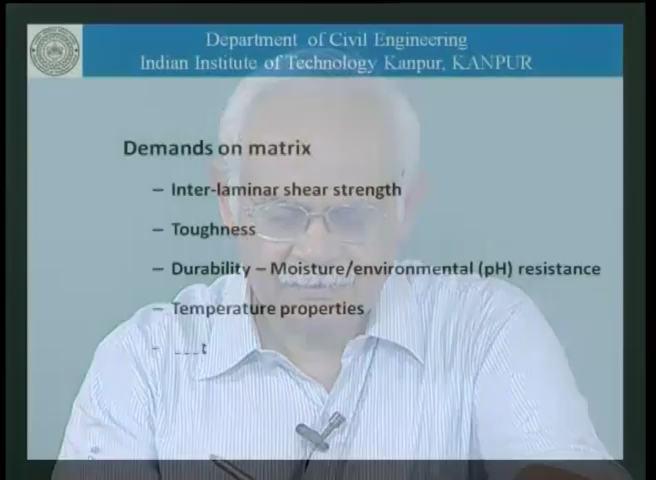 Department of Civil Engineering
Indian Institute of Technology Kanpur, KANPUR
Demands on matrix
– Inter-laminar shear strength
– Toughness
– Durability – Moisture/environmental (pH) resistance
– Temperature properties